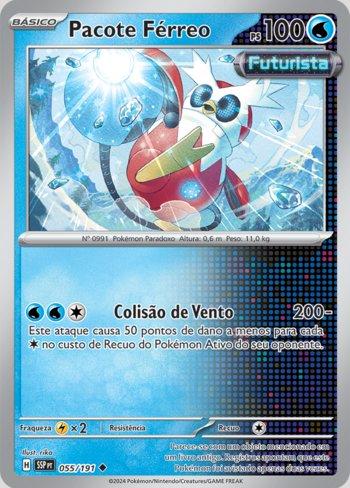 BÁSICO
Pacote Férreo
PS 100
Futurista
Nº 0991 Pokémon Paradoxo Altura: 0,6 m Peso: 11,0 kg
Colisão de Vento 200-
Este ataque causa 50 pontos de dano a menos para cada
no custo de Recuo do Pokémon Ativo do seu oponente.
Fraqueza ×2 Resistência Recuo
Ilust. rika
H SSP PT 055/191
Parece-se com um objeto mencionado em
um livro antigo. Registros apontam que este
Pokémon foi avistado apenas duas vezes.
©2024 Pokémon/Nintendo/Creatures/GAME FREAK